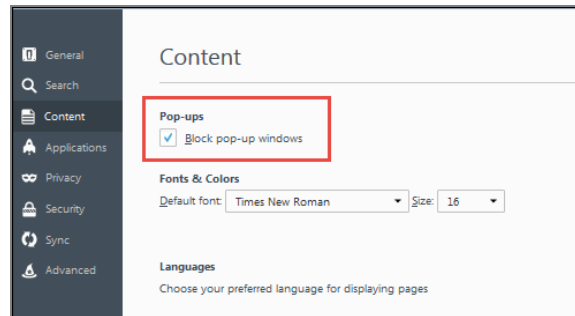 General
Search
Content
Applications
Privacy
Security
Sync
Advanced
Content
Pop-ups
Block pop-up windows
Fonts & Colors
Default font: Times New Roman Size: 16
Languages
Choose your preferred language for displaying pages